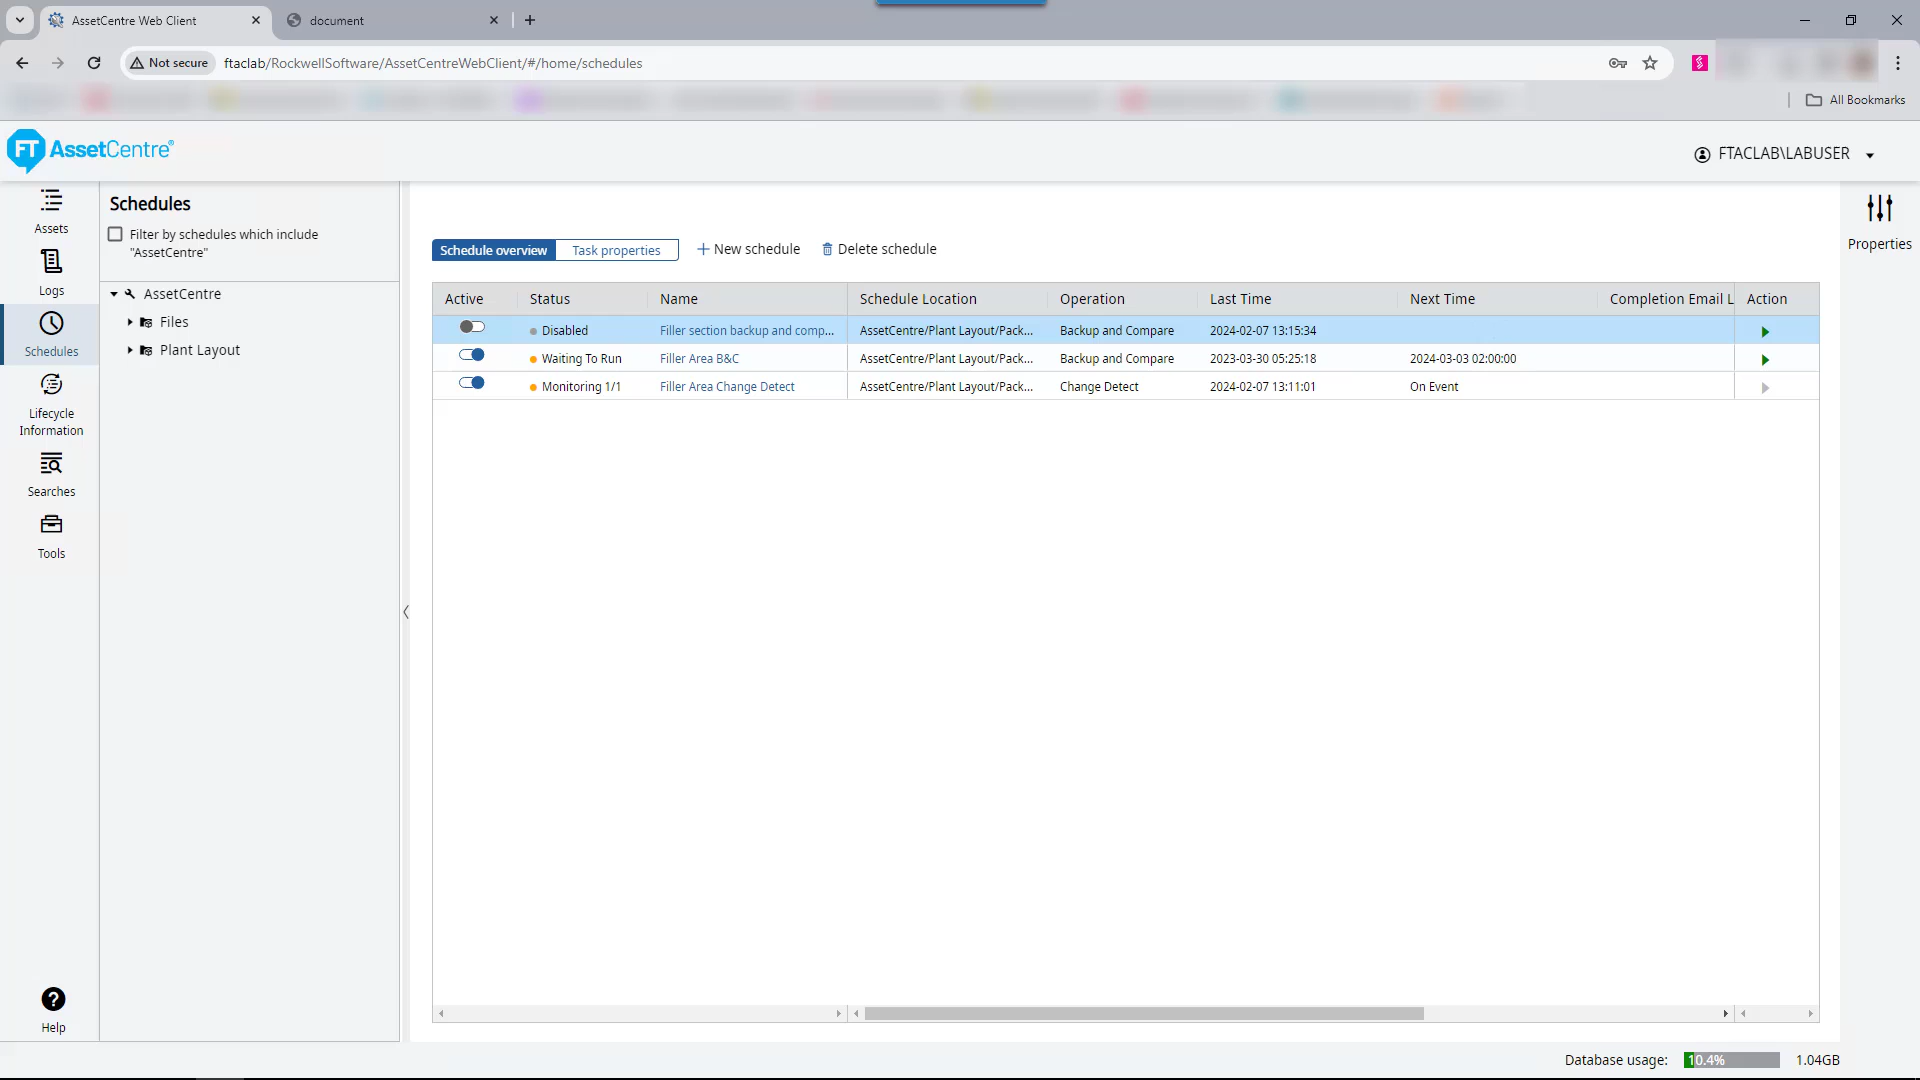 AssetCentre Web Client
document
Not secure
ftaclab/RockwellSoftware/AssetCentreWebClient/#/home/schedules
All Bookmarks
FT AssetCentre®
FTACLAB\LABUSER
Assets
Logs
Schedules
Lifecycle
Information
Searches
Tools
Help
Schedules
Filter by schedules which include
"AssetCentre"
AssetCentre
Files
Plant Layout
Schedule overview Task properties New schedule Delete schedule
Active Status Name Schedule Location Operation Last Time Next Time Completion Email L Action
Disabled Filler section backup and comp... AssetCentre/Plant Layout/Pack... Backup and Compare 2024-02-07 13:15:34
Waiting To Run Filler Area B&C AssetCentre/Plant Layout/Pack... Backup and Compare 2023-03-30 05:25:18 2024-03-03 02:00:00
Monitoring 1/1 Filler Area Change Detect AssetCentre/Plant Layout/Pack... Change Detect 2024-02-07 13:11:01 On Event
Properties
Database usage: 10.4% 1.04GB